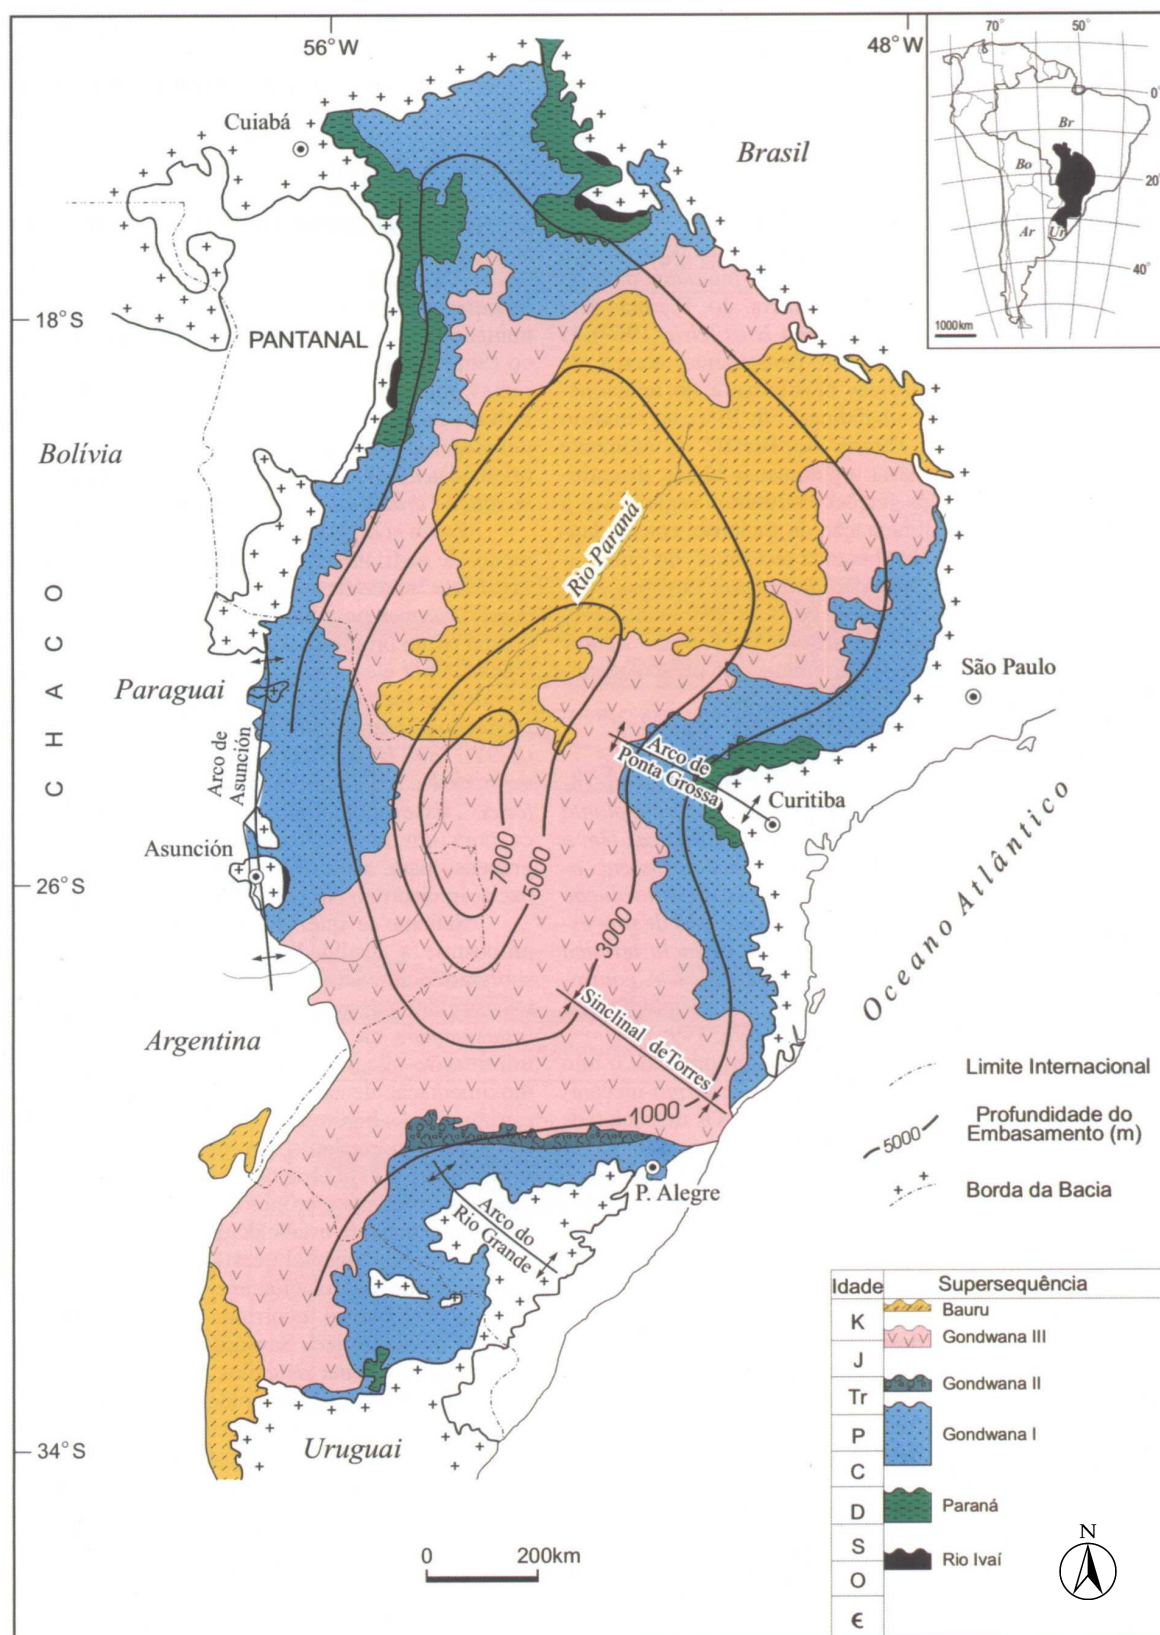 56°W
48°W
70°
50°
0°
Br
Bo
20°
Ar
Ur
40°
1000km
Cuiabá
Brasil
18°S
PANTANAL
Bolívia
Rio Paraná
CHACO
Paraguai
São Paulo
Arco de
Asunción
Arco de
Ponta Grossa
Curitiba
Asunción
26°S
7000
5000
3000
Oceano Atlântico
Sinclinal de Torres
Argentina
1000
P. Alegre
Arco do
Rio Grande
Uruguai
34°S
0 200km
Limite Internacional
5000
Profundidade do
Embasamento (m)
Borda da Bacia
Idade Supersequência
K
Bauru
Gondwana III
J
Tr
Gondwana II
P
Gondwana I
C
D
Paraná
S
Rio Ivaí
O
Є
N